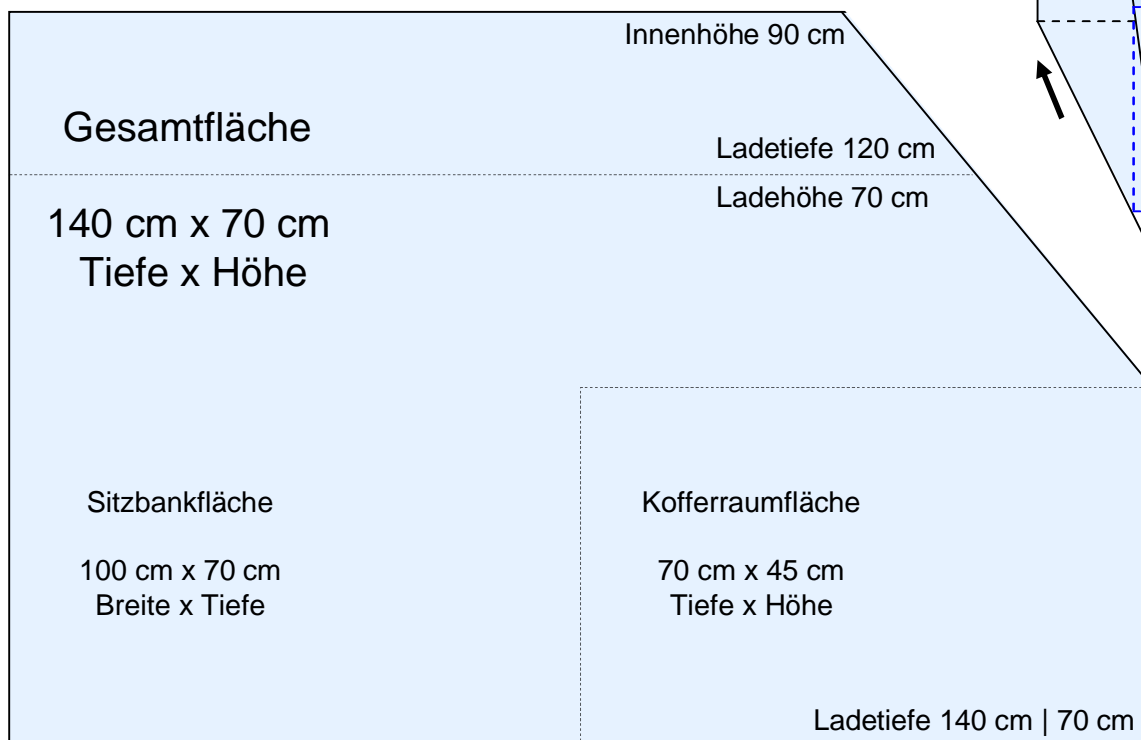 Innenhöhe 90 cm
Gesamtfläche
Ladetiefe 120 cm
Ladehöhe 70 cm
140 cm x 70 cm
Tiefe x Höhe
Sitzbankfläche
100 cm x 70 cm
Breite x Tiefe
Kofferraumfläche
70 cm x 45 cm
Tiefe x Höhe
Ladetiefe 140 cm | 70 cm